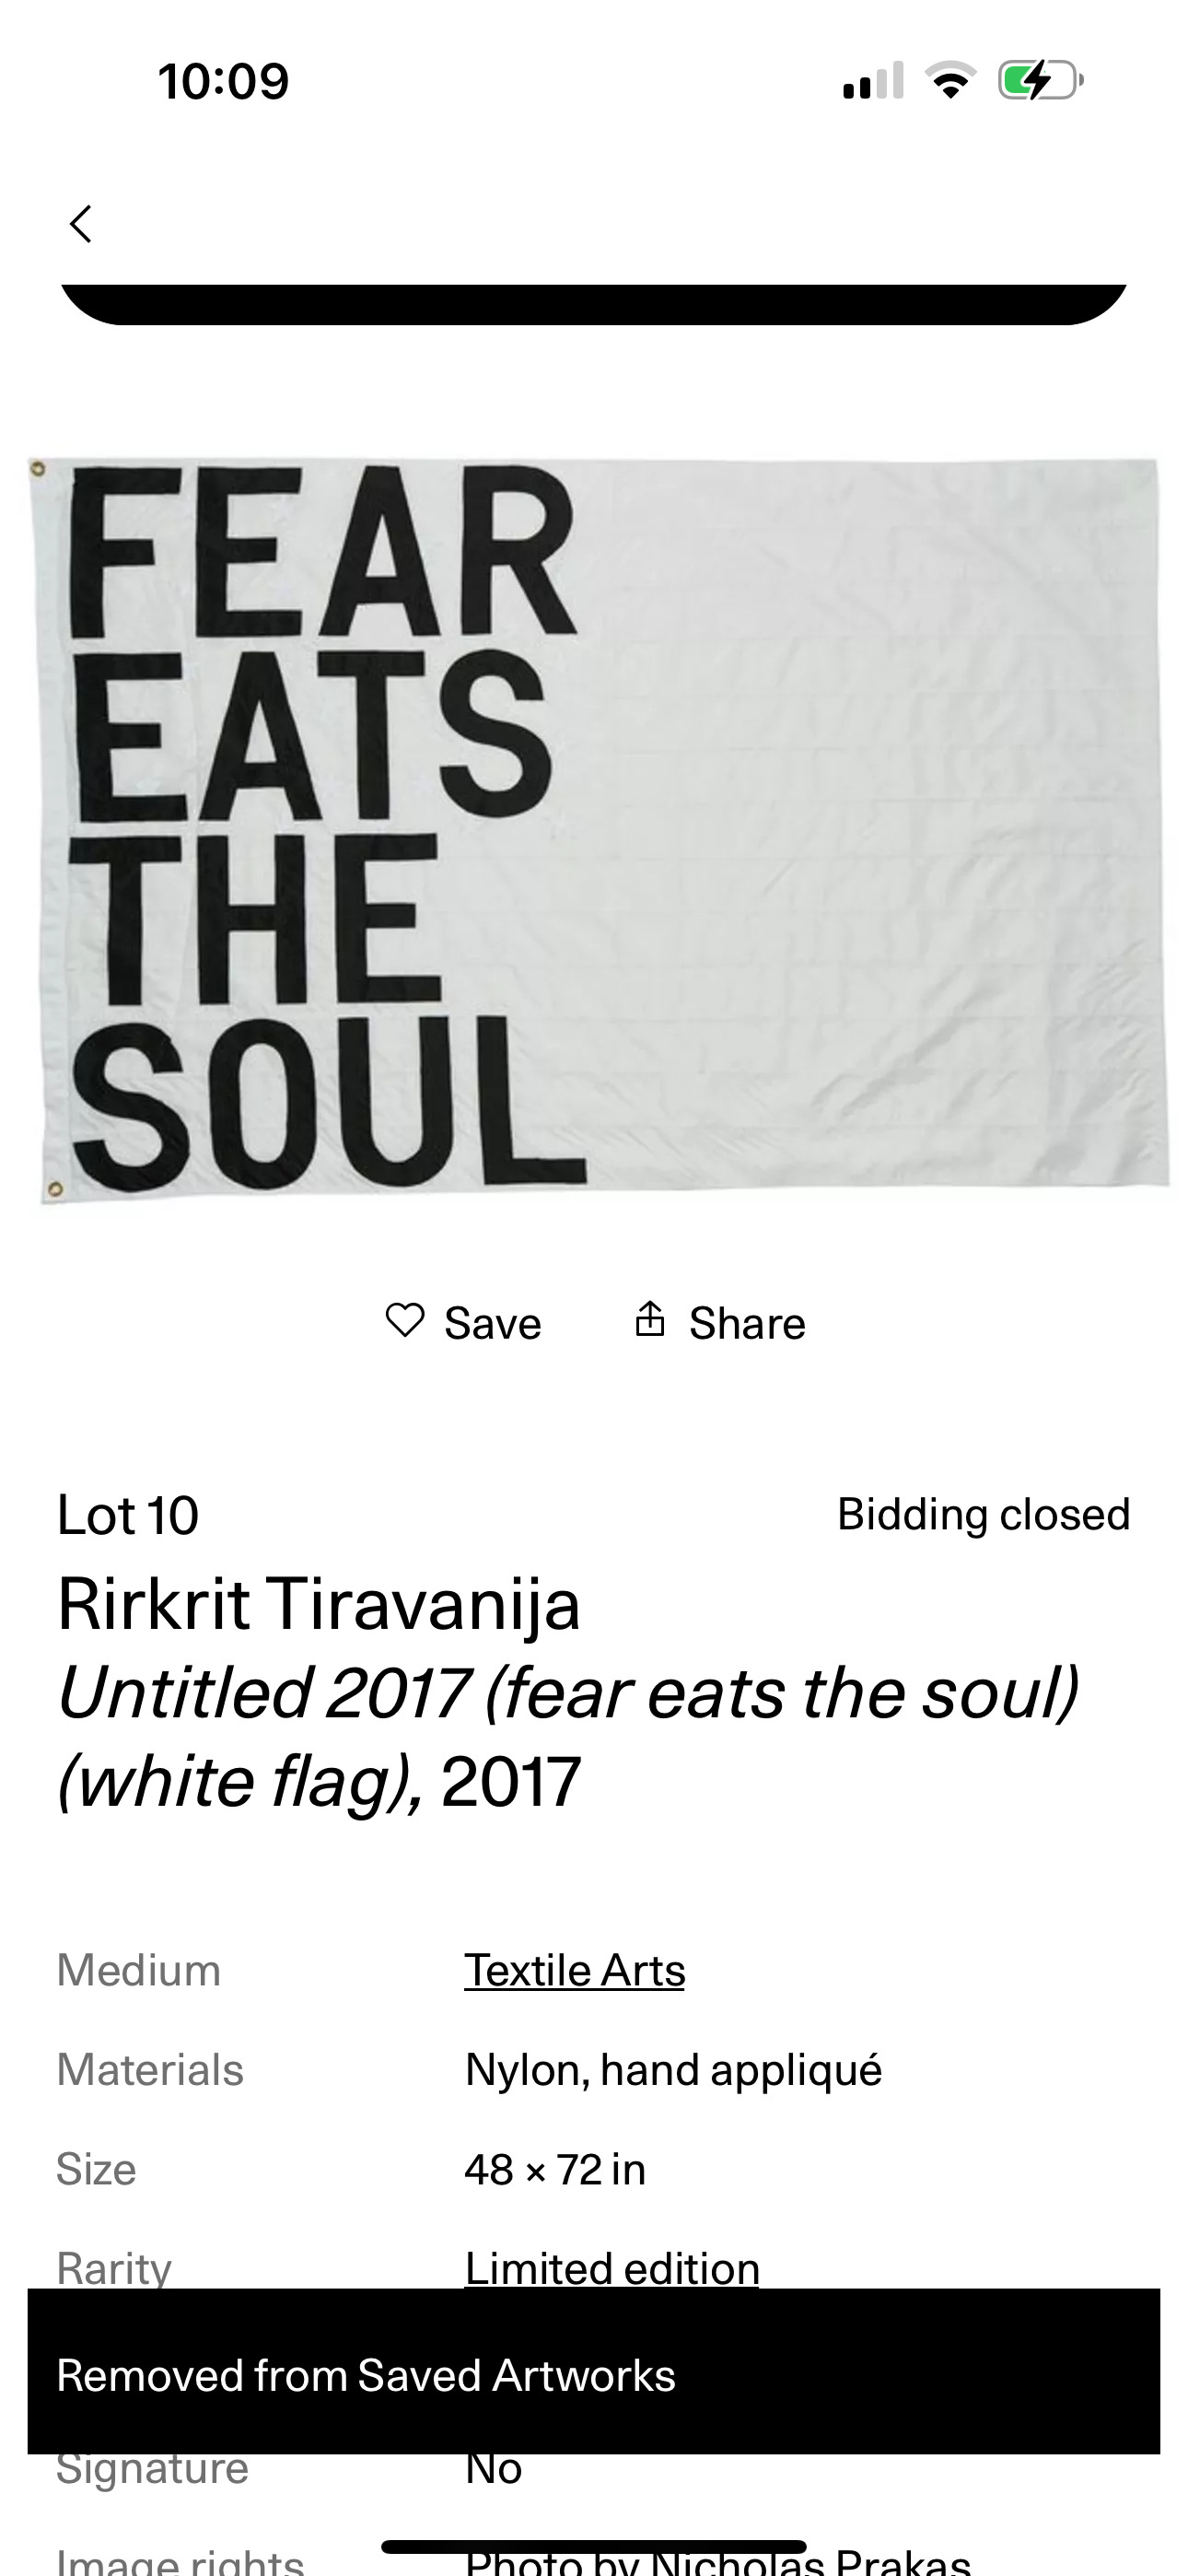 10:09
FEAR
EATS
THE
SOUL
Save Share
Lot 10 Bidding closed
Rirkrit Tiravanija
Untitled 2017 (fear eats the soul)
(white flag), 2017
Medium Textile Arts
Materials Nylon, hand appliqué
Size 48 × 72 in
Rarity Limited edition
Removed from Saved Artworks
Signature No
Image rights Photo by Nicholas Prakas